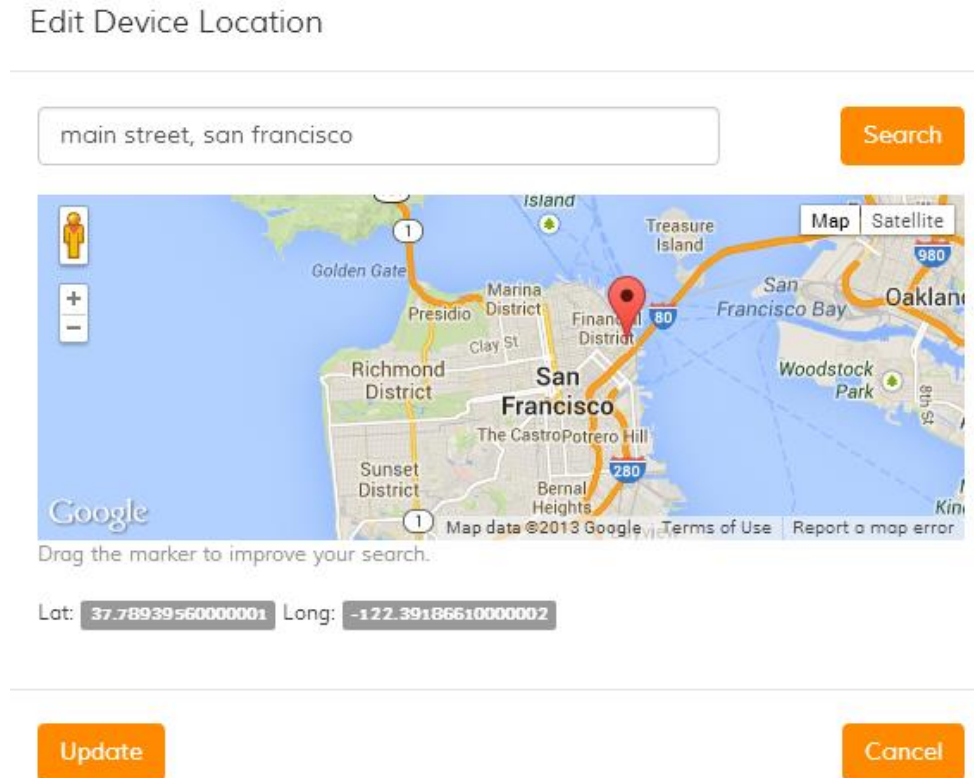 Edit Device Location
main street, san francisco
Search
Island
Map
Satellite
1
Treasure
Island
980
Golden Gate
San
Francisco Bay
Marina
District
Presidio
Financial
District
80
Clay St
Richmond
District
San
Francisco
Woodstock
Park
8th St
The Castro
Potrero Hill
Sunset
District
280
Bernal
Heights
Google
1
Map data ©2013 Google
Terms of Use
Report a map error
Drag the marker to improve your search.
Lat: 37.78939560000001 Long: -122.39186610000002
Update
Cancel